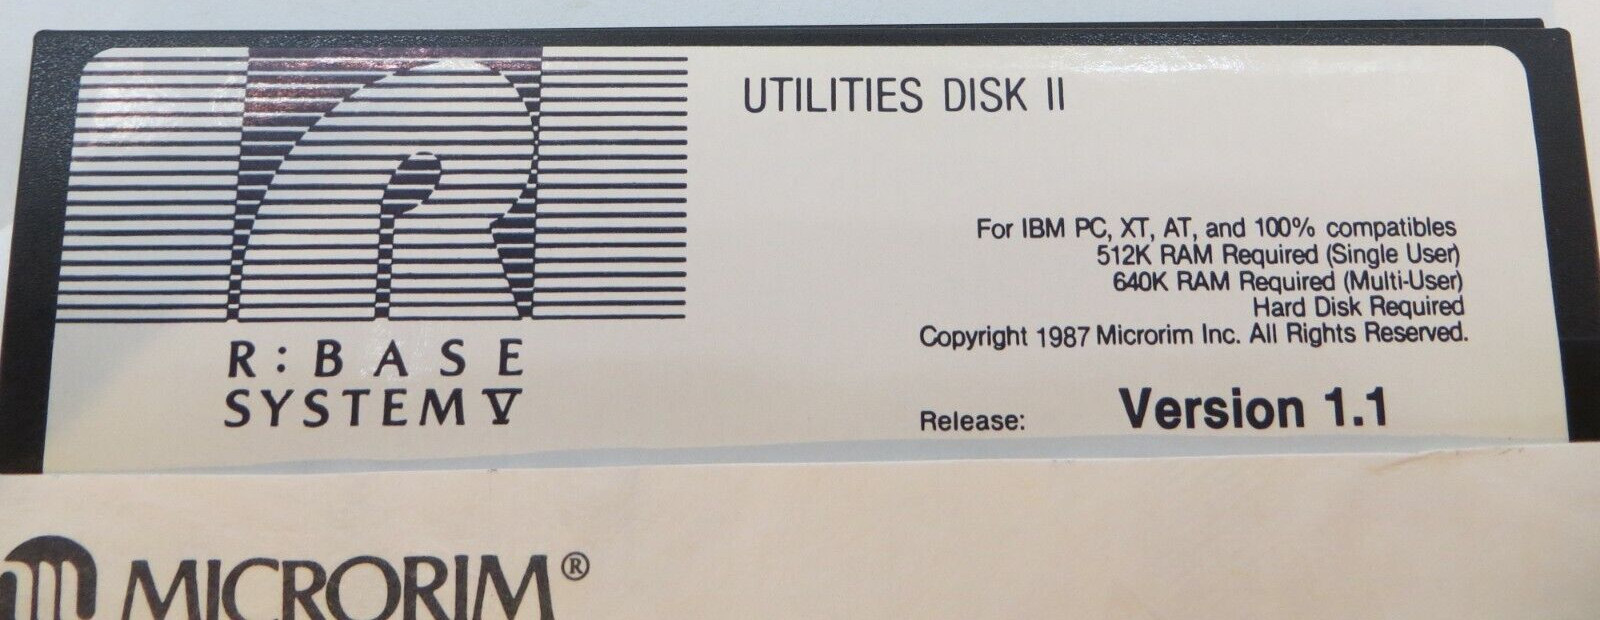 UTILITIES DISK II
For IBM PC, XT, AT, and 100% compatibles
512K RAM Required (Single User)
640K RAM Required (Multi-User)
Hard Disk Required
Copyright 1987 Microrim Inc. All Rights Reserved.
R:BASE
SYSTEM V
Release: Version 1.1
MICRORIM®